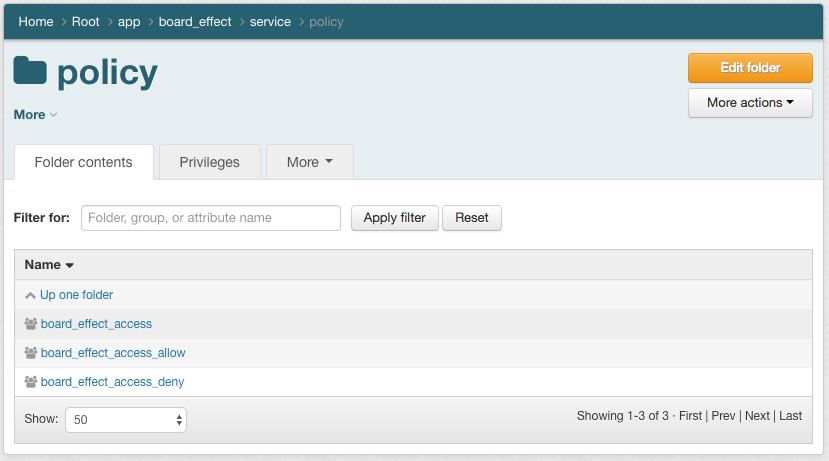 Home > Root > app > board_effect > service > policy
policy
Edit folder
More
More actions
Folder contents Privileges More
Filter for: Folder, group, or attribute name Apply filter Reset
Name
Up one folder
board_effect_access
board_effect_access_allow
board_effect_access_deny
Show: 50 Showing 1-3 of 3 · First | Prev | Next | Last